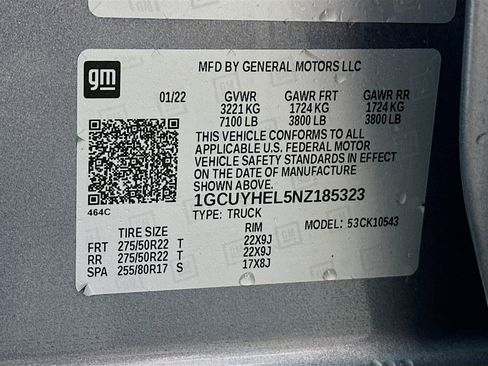 gm
MFD BY GENERAL MOTORS LLC
01/22 GVWR GAWR FRT GAWR RR
3221 KG 1724 KG 1724 KG
7100 LB 3800 LB 3800 LB
THIS VEHICLE CONFORMS TO ALL
APPLICABLE U.S. FEDERAL MOTOR
VEHICLE SAFETY STANDARDS IN EFFECT
ON THE DATE OF MANUFACTURE
SHOWN ABOVE.
464C 1GCUYHEL5NZ185323
TYPE: TRUCK MODEL: 53CK10543
TIRE SIZE RIM
FRT 275/50R22 T 22X9J
RR 275/50R22 T 22X9J
SPA 255/80R17 S 17X8J